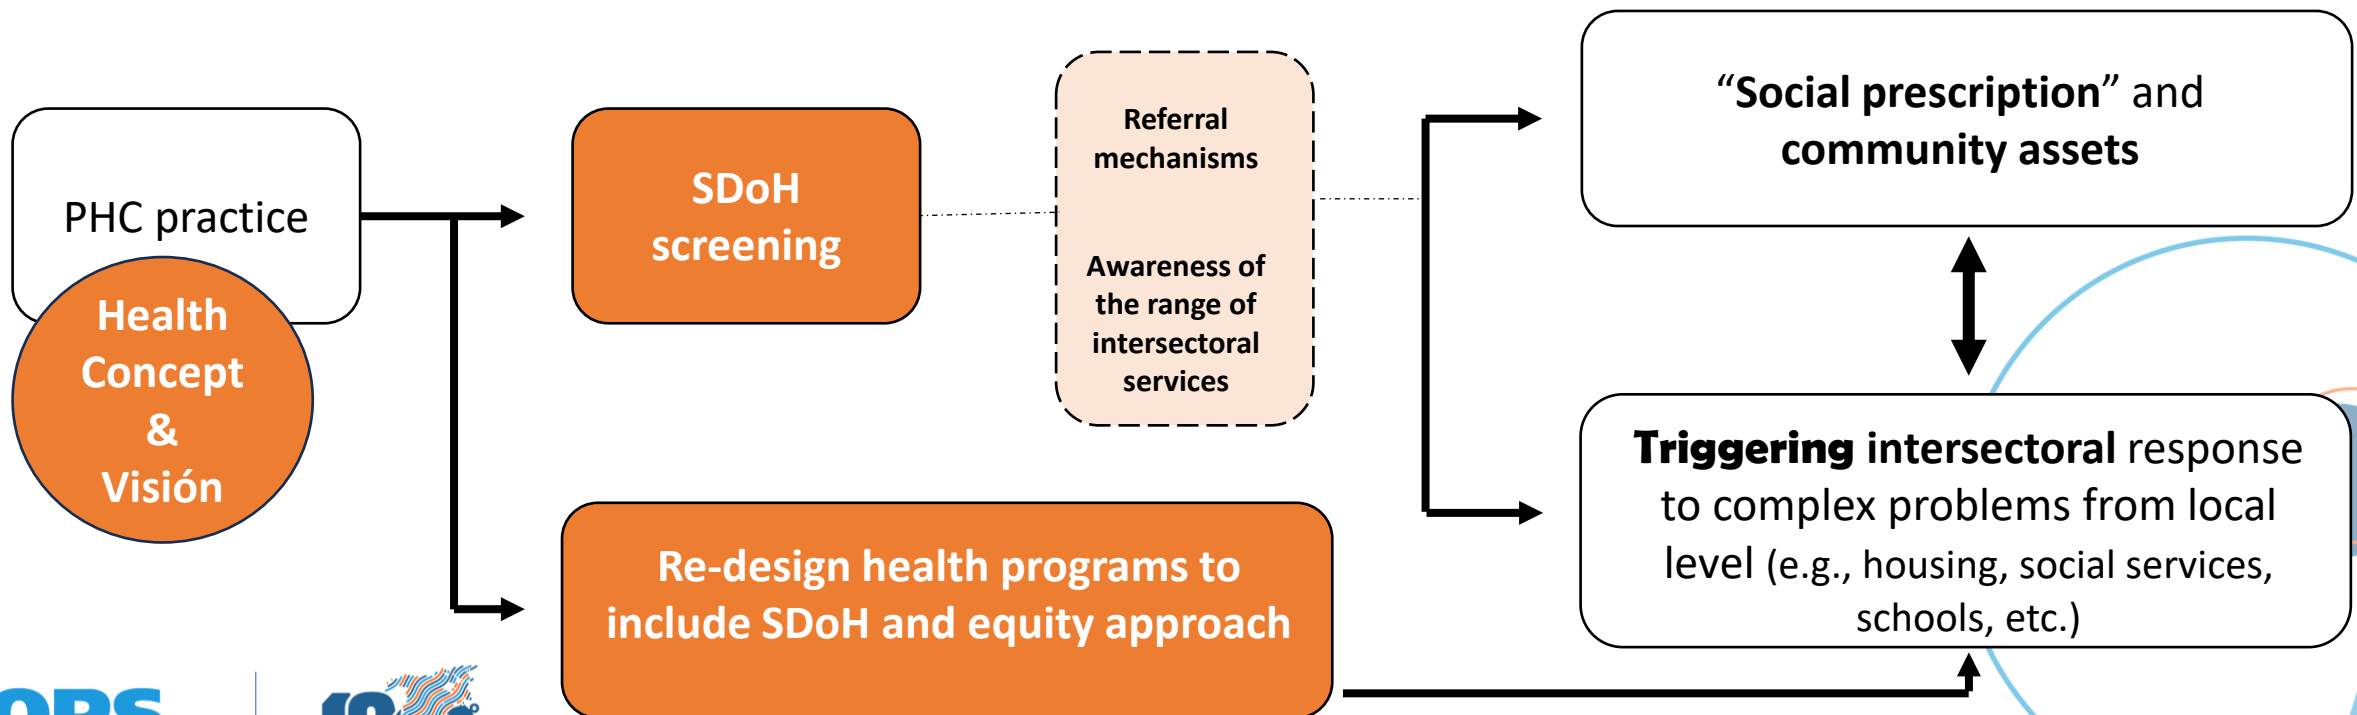 PHC practice
Health
Concept
&
Visión
SDoH
screening
Referral
mechanisms
Awareness of
the range of
intersectoral
services
“Social prescription” and
community assets
Triggering intersectoral response
to complex problems from local
level (e.g., housing, social services,
schools, etc.)
Re-design health programs to
include SDoH and equity approach